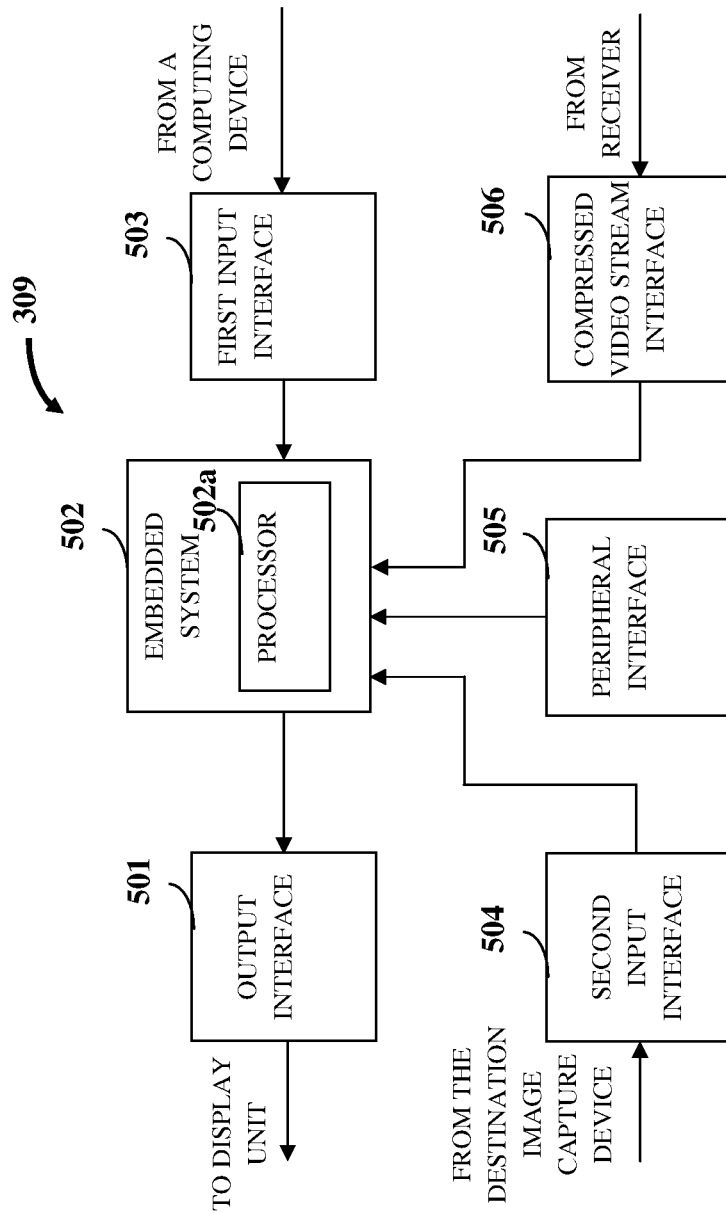 309
TO DISPLAY
UNIT
501
OUTPUT
INTERFACE
502
EMBEDDED
SYSTEM
502a
PROCESSOR
503
FIRST INPUT
INTERFACE
FROM A
COMPUTING
DEVICE
FROM THE
DESTINATION
IMAGE
CAPTURE
DEVICE
504
SECOND
INPUT
INTERFACE
505
PERIPHERAL
INTERFACE
506
COMPRESSED
VIDEO STREAM
INTERFACE
FROM
RECEIVER